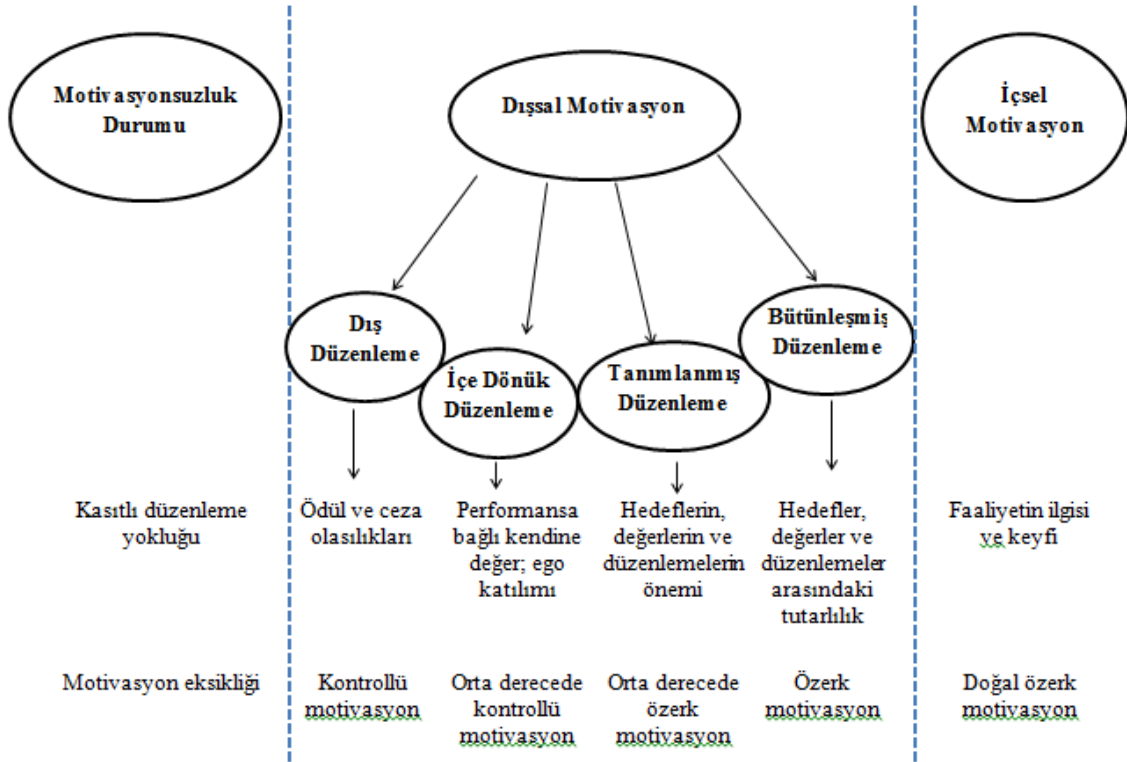 Motivasyonsuzluk
Durumu
Dışsal Motivasyon
İçsel
Motivasyon
Dış
Düzenleme
İçe Dönük
Düzenleme
Tanımlanmış
Düzenleme
Bütünleşmiş
Düzenleme
Kasıtlı düzenleme
yokluğu
Ödül ve ceza
olasılıkları
Performansa
bağlı kendine
değer; ego
katılımı
Hedeflerin,
değerlerin ve
düzenlemelerin
önemi
Hedefler,
değerler ve
düzenlemeler
arasındaki
tutarlılık
Faaliyetin ilgisi
ve keyfi
Motivasyon eksikliği
Kontrollü
motivasyon
Orta derecede
kontrollü
motivasyon
Orta derecede
özerk
motivasyon
Özerk
motivasyon
Doğal özerk
motivasyon